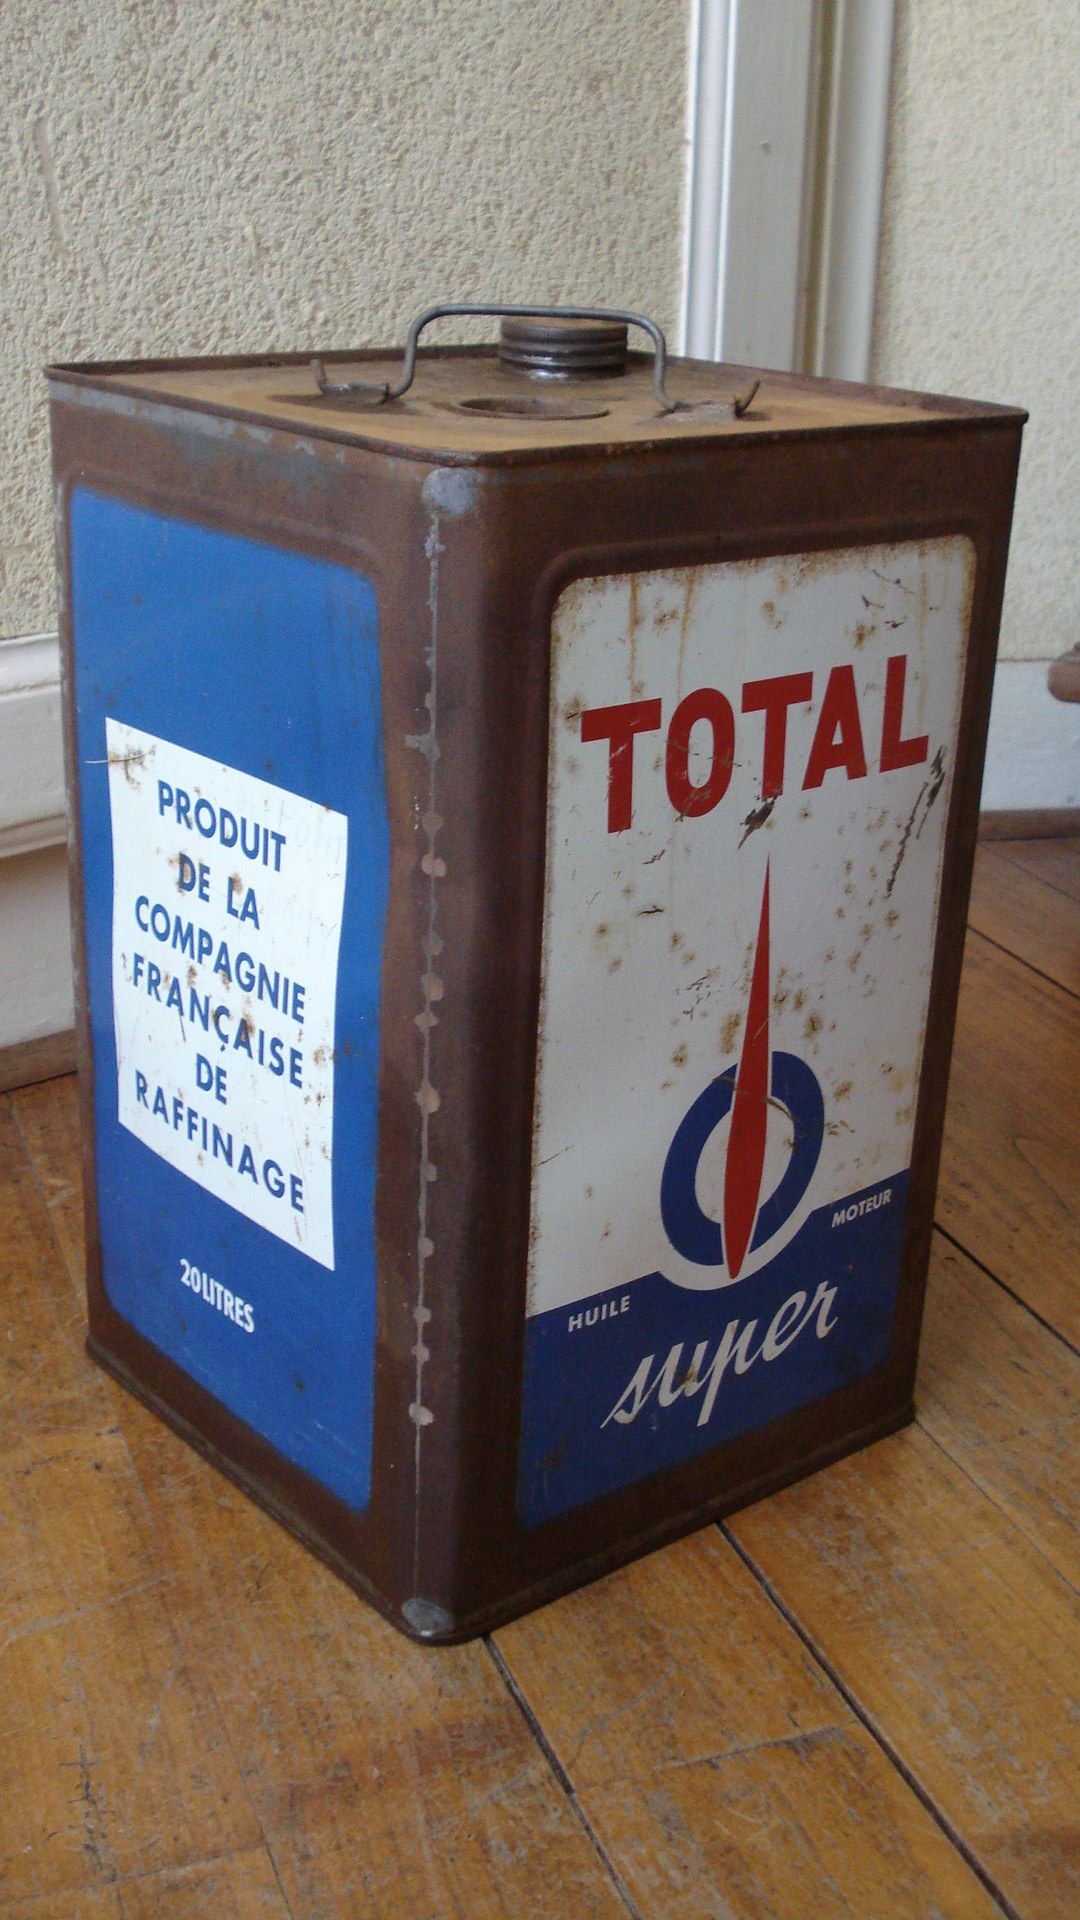 PRODUIT
DE LA
COMPAGNIE
FRANÇAISE
DE
RAFFINAGE
20 LITRES
TOTAL
HUILE
MOTEUR
super